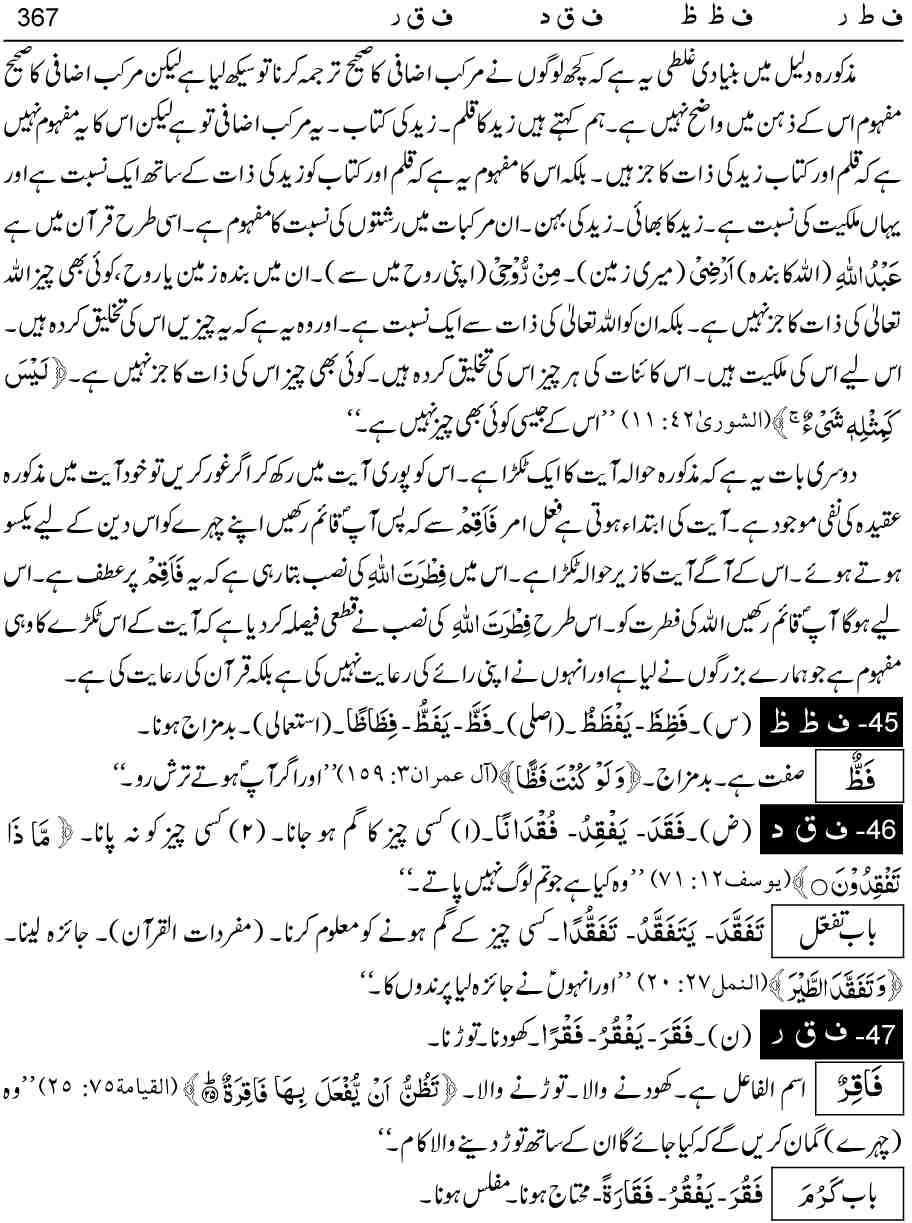 ف ط ر ف ظ ظ ف ق د ف ق ر 367
مذکورہ دلیل میں بنیادی غلطی یہ ہے کہ کچھ لوگوں نے مرکب اضافی کا صحیح ترجمہ کرنا تو سیکھ لیا ہے لیکن مرکب اضافی کا صحیح
مفہوم اس کے ذہن میں واضح نہیں ہے۔ ہم کہتے ہیں زید کا قلم۔ زید کی کتاب۔ یہ مرکب اضافی تو ہے لیکن اس کا یہ مفہوم نہیں
ہے کہ قلم اور کتاب زید کی ذات کا جز ہیں۔ بلکہ اس کا مفہوم یہ ہے کہ قلم اور کتاب کو زید کی ذات کے ساتھ ایک نسبت ہے اور
یہاں ملکیت کی نسبت ہے۔ زید کا بھائی۔ زید کی بہن۔ ان مرکبات میں رشتوں کی نسبت کا مفہوم ہے۔ اسی طرح قرآن میں ہے
عَبْدُ اللّٰہِ (اللہ کا بندہ) اَرْضِیْ (میری زمین)۔ مِنْ رُّوْحِیْ (اپنی روح میں سے)۔ ان میں بندہ زمین یا روح، کوئی بھی چیز اللہ
تعالیٰ کی ذات کا جز نہیں ہے۔ بلکہ ان کو اللہ تعالیٰ کی ذات سے ایک نسبت ہے۔ اور وہ یہ ہے کہ یہ چیزیں اس کی تخلیق کردہ ہیں۔
اس لیے اس کی ملکیت ہیں۔ اس کائنات کی ہر چیز اس کی تخلیق کردہ ہیں۔ کوئی بھی چیز اس کی ذات کا جز نہیں ہے۔ ﴿لَیْسَ
کَمِثْلِہٖ شَیْءٌ ۚ﴾ (الشوریٰ ۴۲: ۱۱) ’’اس کے جیسی کوئی بھی چیز نہیں ہے۔‘‘
دوسری بات یہ ہے کہ مذکورہ حوالہ آیت کا ایک ٹکڑا ہے۔ اس کو پوری آیت میں رکھ کر اگر غور کریں تو خود آیت میں مذکورہ
عقیدہ کی نفی موجود ہے۔ آیت کی ابتداء ہوتی ہے فعل امر فَاَقِمْ سے کہ پس آپؐ قائم رکھیں اپنے چہرے کو اس دین کے لیے یکسو
ہوتے ہوئے۔ اس کے آگے آیت کا زیر حوالہ ٹکڑا ہے۔ اس میں فِطْرَتَ اللّٰہِ کی نصب بتا رہی ہے کہ یہ فَاَقِمْ پر عطف ہے۔ اس
لیے ہو گا آپؐ قائم رکھیں اللہ کی فطرت کو۔ اس طرح فِطْرَتَ اللّٰہِ کی نصب نے قطعی فیصلہ کر دیا ہے کہ آیت کے اس ٹکڑے کا وہی
مفہوم ہے جو ہمارے بزرگوں نے لیا ہے اور انہوں نے اپنی رائے کی رعایت نہیں کی ہے بلکہ قرآن کی رعایت کی ہے۔
45- ف ظ ظ (س)۔ فَظِظَ- یَفْظَظُ۔ (اصلی)۔ فَظَّ- یَفَظُّ- فِظَاظًا۔ (استعمالی)۔ بدمزاج ہونا۔
فَظٌّ صفت ہے۔ بدمزاج۔ ﴿وَ لَوْ کُنْتَ فَظًّا﴾ (آل عمران ۳: ۱۵۹) ’’اور اگر آپؐ ہوتے ترش رو۔‘‘
46- ف ق د (ض)۔ فَقَدَ- یَفْقِدُ- فُقْدَانًا۔ (۱) کسی چیز کا گم ہو جانا۔ (۲) کسی چیز کو نہ پانا۔ ﴿مَّا ذَا
تَفْقِدُوْنَ○﴾ (یوسف ۱۲: ۷۱) ’’وہ کیا ہے جو تم لوگ نہیں پاتے۔‘‘
باب تفعّل تَفَقَّدَ- یَتَفَقَّدُ- تَفَقُّدًا۔ کسی چیز کے گم ہونے کو معلوم کرنا۔ (مفردات القرآن)۔ جائزہ لینا۔
﴿وَ تَفَقَّدَ الطَّیْرَ﴾ (النمل ۲۷: ۲۰) ’’اور انہوںؑ نے جائزہ لیا پرندوں کا۔‘‘
47- ف ق ر (ن)۔ فَقَرَ- یَفْقُرُ- فَقْرًا۔ کھودنا۔ توڑنا۔
فَاقِرٌ اسم الفاعل ہے۔ کھودنے والا۔ توڑنے والا۔ ﴿تَظُنُّ اَنْ یُّفْعَلَ بِہَا فَاقِرَۃٌ ؕ۲۵﴾ (القیامۃ ۷۵: ۲۵) ’’وہ
(چہرے) گمان کریں گے کہ کیا جائے گا ان کے ساتھ توڑ دینے والا کام۔‘‘
باب کَرُمَ فَقُرَ- یَفْقُرُ- فَقَارَۃً- محتاج ہونا۔ مفلس ہونا۔